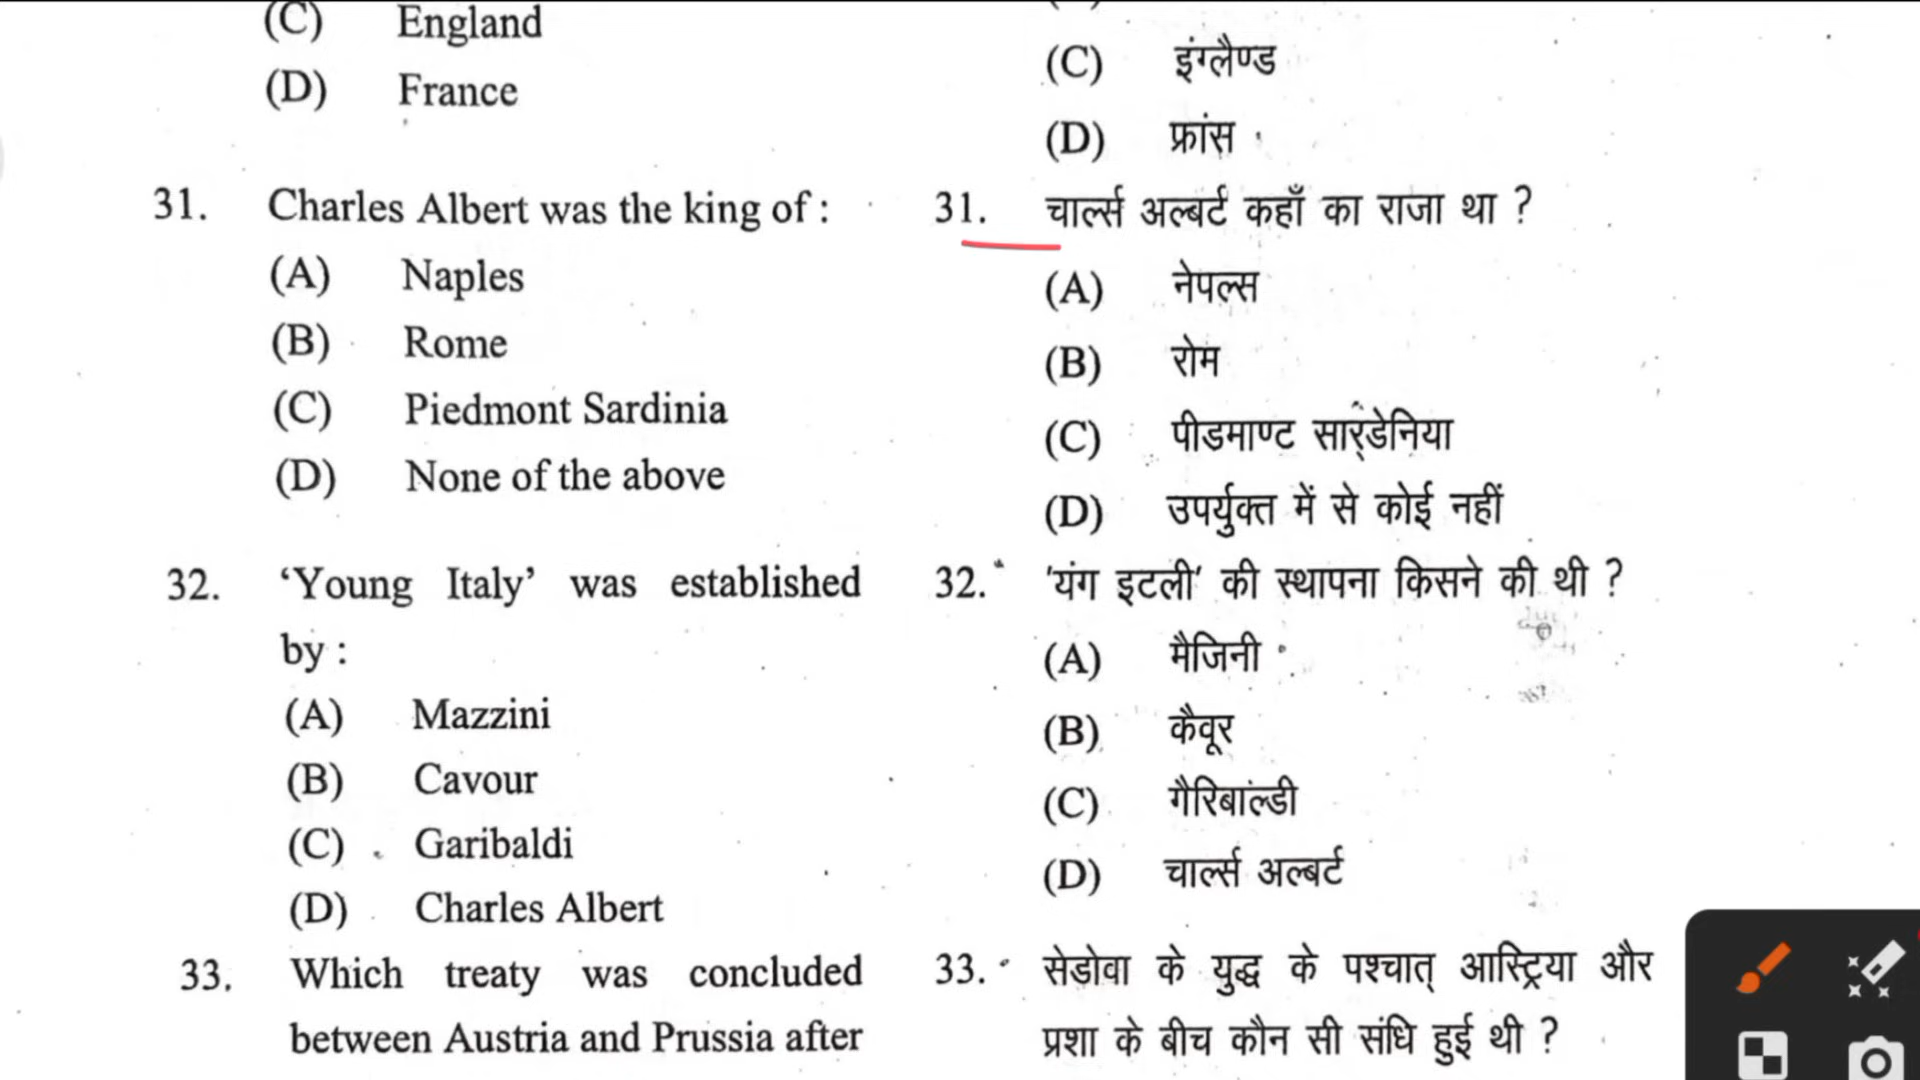 (C) England
(D) France
31. Charles Albert was the king of :
(A) Naples
(B) Rome
(C) Piedmont Sardinia
(D) None of the above
32. ‘Young Italy’ was established
by :
(A) Mazzini
(B) Cavour
(C) Garibaldi
(D) Charles Albert
33. Which treaty was concluded
between Austria and Prussia after
(C) इंग्लैण्ड
(D) फ्रांस
31. चार्ल्स अल्बर्ट कहाँ का राजा था ?
(A) नेपल्स
(B) रोम
(C) पीडमाण्ट सार्डेनिया
(D) उपर्युक्त में से कोई नहीं
32. 'यंग इटली' की स्थापना किसने की थी ?
(A) मैजिनी
(B) कैवूर
(C) गैरिबाल्डी
(D) चार्ल्स अल्बर्ट
33. सेडोवा के युद्ध के पश्चात् आस्ट्रिया और
प्रशा के बीच कौन सी संधि हुई थी ?